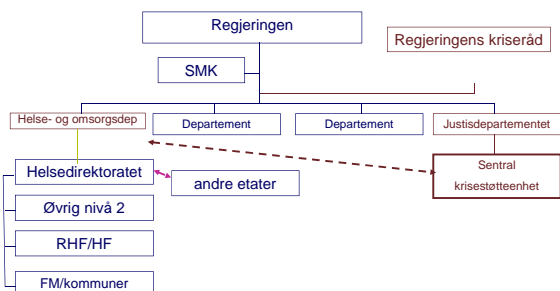 Regjeringen
Regjeringens kriseråd
SMK
Helse- og omsorgsdep
Departement
Departement
Justisdepartementet
Helsedirektoratet
andre etater
Sentral
krisestøtteenhet
Øvrig nivå 2
RHF/HF
FM/kommuner